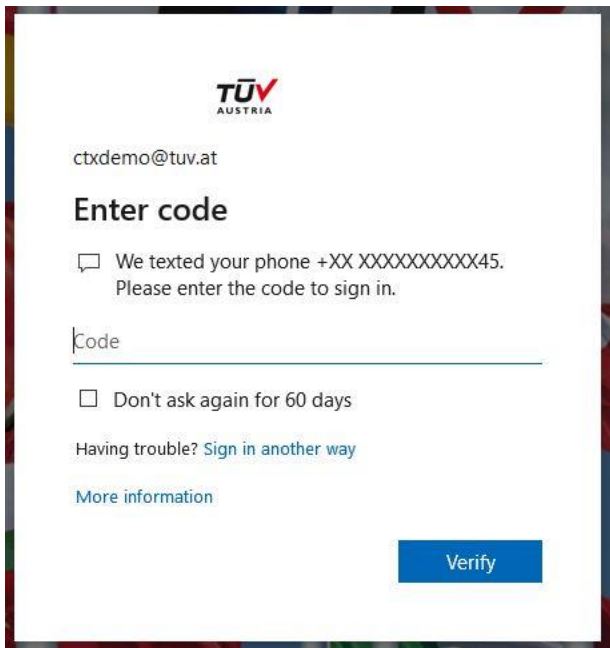 TÜV
AUSTRIA
ctxdemo@tuv.at
Enter code
We texted your phone +XX XXXXXXXXXX45.
Please enter the code to sign in.
Code
Don't ask again for 60 days
Having trouble? Sign in another way
More information
Verify